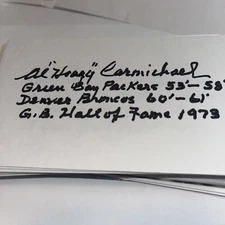 Al "Hoagy" Carmichael
Green Bay Packers 53'-58'
Denver Broncos 60'-61'
G.B. Hall of Fame 1973